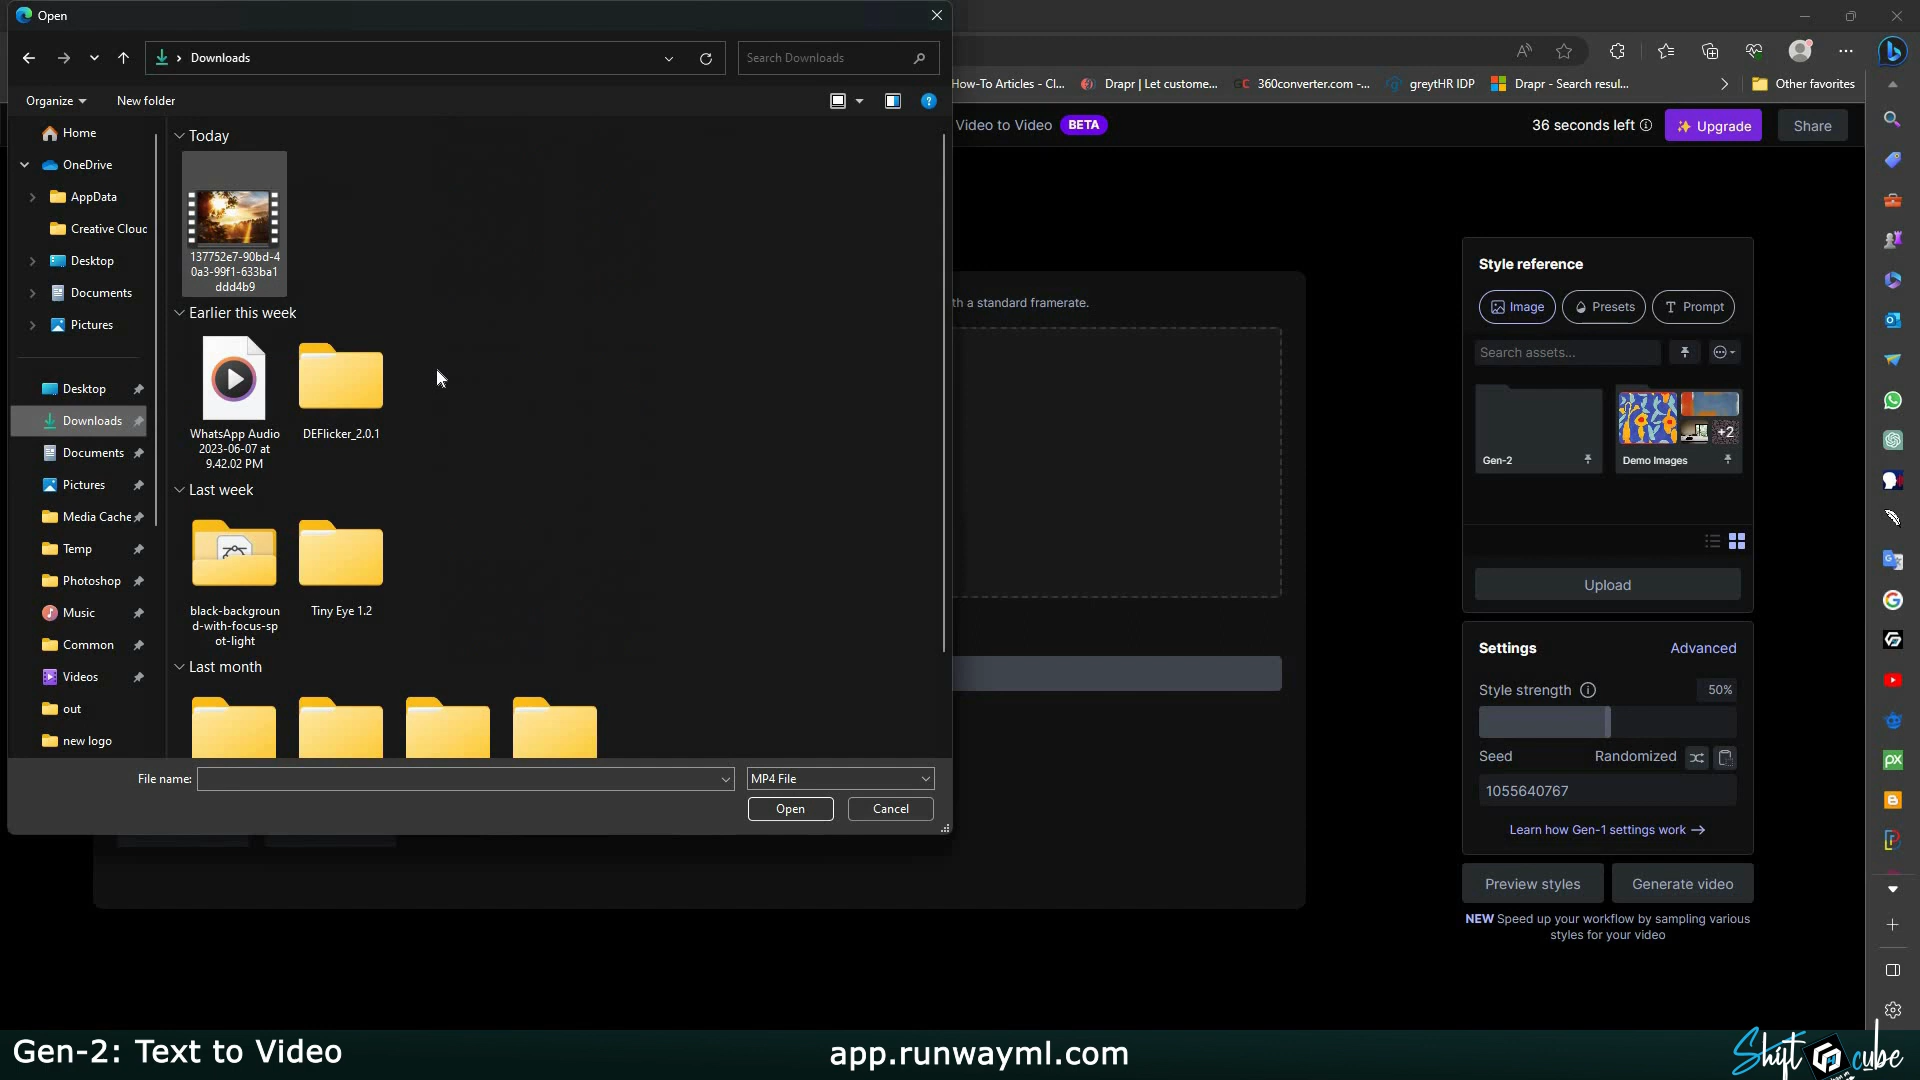 Open
Downloads
Search Downloads
Organize
New folder
Home
OneDrive
AppData
Creative Clou
Desktop
Documents
Pictures
Desktop
Downloads
Documents
Pictures
Media Cache
Temp
Photoshop
Music
Common
Videos
out
new logo
Today
137752e7-90bd-4
0a3-99f1-633ba1
ddd4b9
Earlier this week
WhatsApp Audio
2023-06-07 at
9.42.02 PM
DEFlicker_2.0.1
Last week
black-backgroun
d-with-focus-sp
ot-light
Tiny Eye 1.2
Last month
File name:
MP4 File
Open
Cancel
How-To Articles - Cl...
Drapr | Let custome...
360converter.com -...
greytHR IDP
Drapr - Search resul...
Other favorites
Video to Video BETA
36 seconds left
Upgrade
Share
th a standard framerate.
Style reference
Image
Presets
Prompt
Search assets...
Gen-2
Demo Images
+2
Upload
Settings
Advanced
Style strength
50%
Seed
Randomized
1055640767
Learn how Gen-1 settings work →
Preview styles
Generate video
NEW Speed up your workflow by sampling various
styles for your video
Gen-2: Text to Video
app.runwayml.com
Shift cube